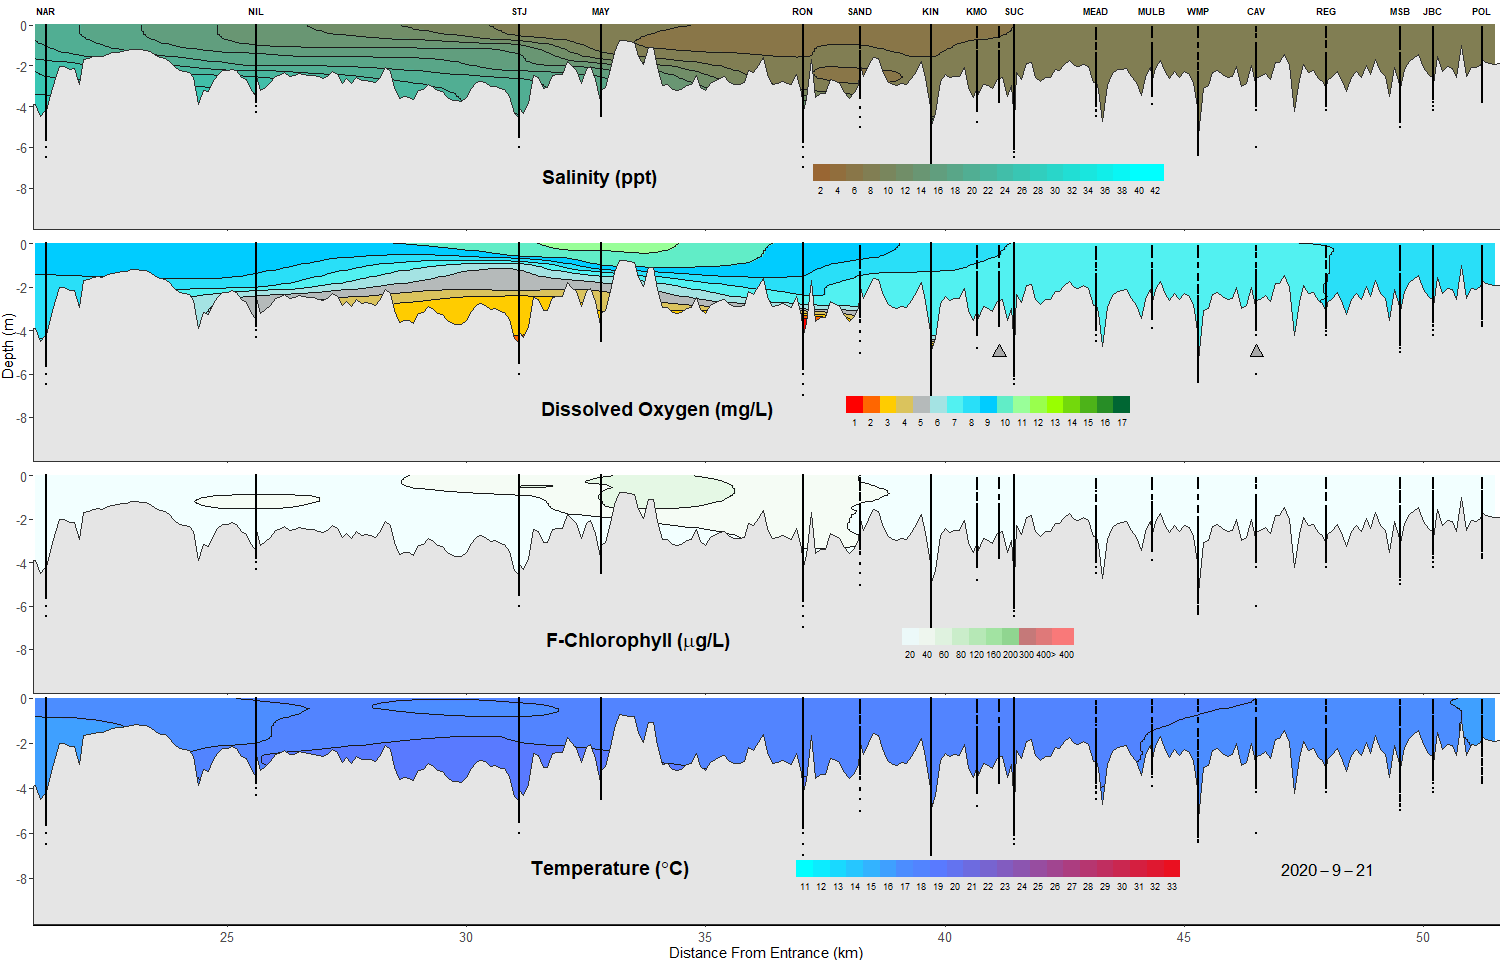 NAR NIL STJ MAY RON SAND KIN KMO SUC MEAD MULB WMP CAV REG MSB JBC POL
0
-2
-4
-6
-8
Salinity (ppt)
2 4 6 8 10 12 14 16 18 20 22 24 26 28 30 32 34 36 38 40 42
0
-2
-4
-6
-8
Depth (m)
Dissolved Oxygen (mg/L)
1 2 3 4 5 6 7 8 9 10 11 12 13 14 15 16 17
0
-2
-4
-6
-8
F-Chlorophyll (μg/L)
20 40 60 80 120 160 200 300 400 > 400
0
-2
-4
-6
-8
Temperature (°C)
11 12 13 14 15 16 17 18 19 20 21 22 23 24 25 26 27 28 29 30 31 32 33
2020–9–21
25 30 35 40 45 50
Distance From Entrance (km)